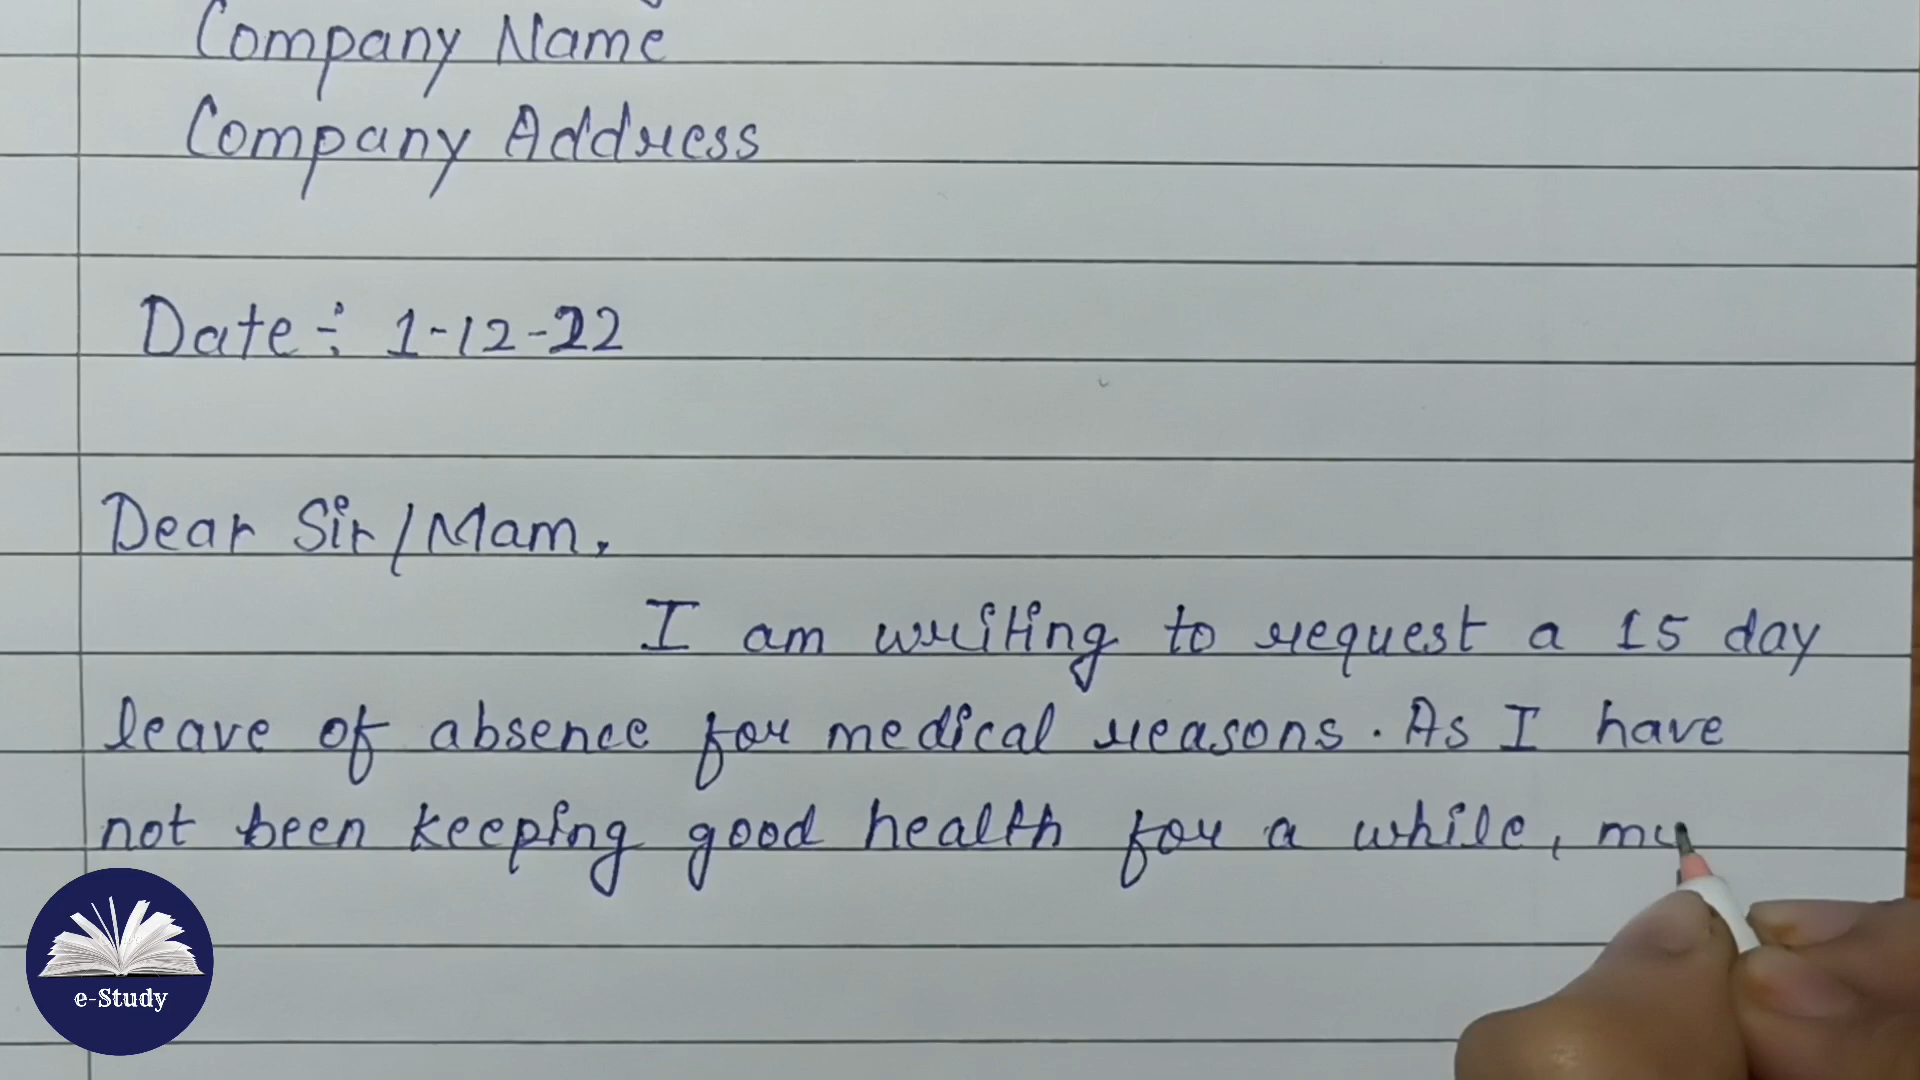 Company Name
Company Address
Date ÷ 1-12-22
Dear Sir/Mam,
I am writing to request a 15 day
leave of absence for medical reasons. As I have
not been keeping good health for a while, my
e-Study